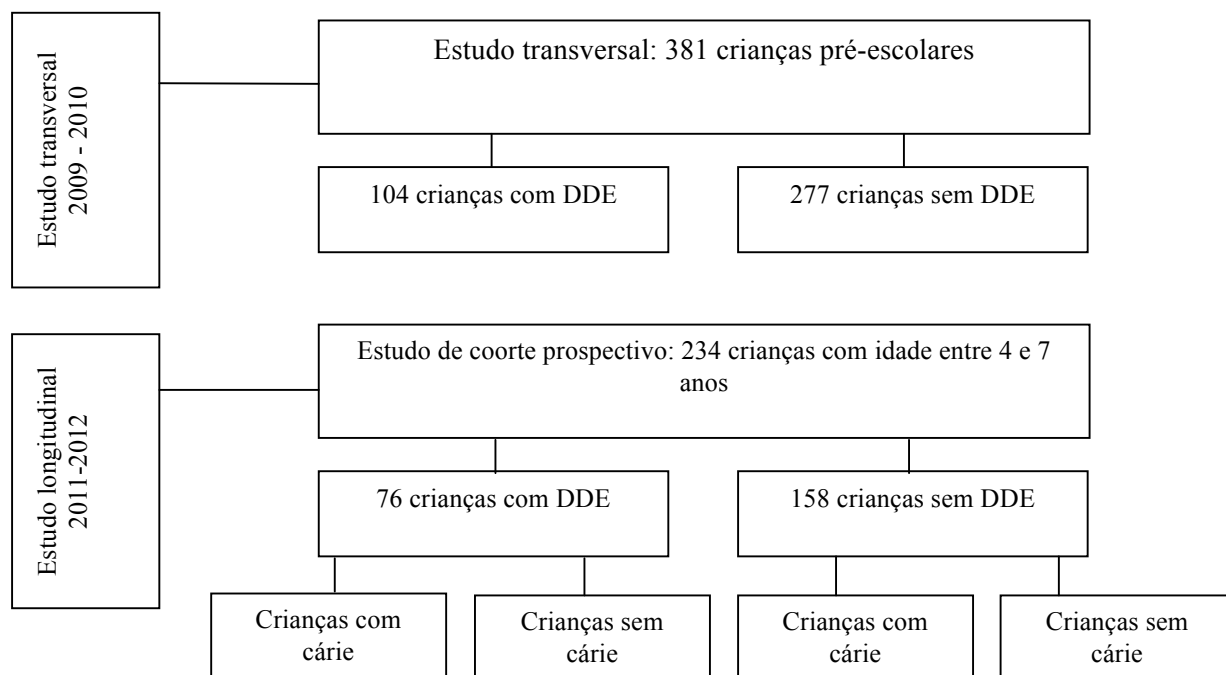 Estudo transversal
2009 - 2010
Estudo transversal: 381 crianças pré-escolares
104 crianças com DDE
277 crianças sem DDE
Estudo longitudinal
2011-2012
Estudo de coorte prospectivo: 234 crianças com idade entre 4 e 7
anos
76 crianças com DDE
158 crianças sem DDE
Crianças com
cárie
Crianças sem
cárie
Crianças com
cárie
Crianças sem
cárie